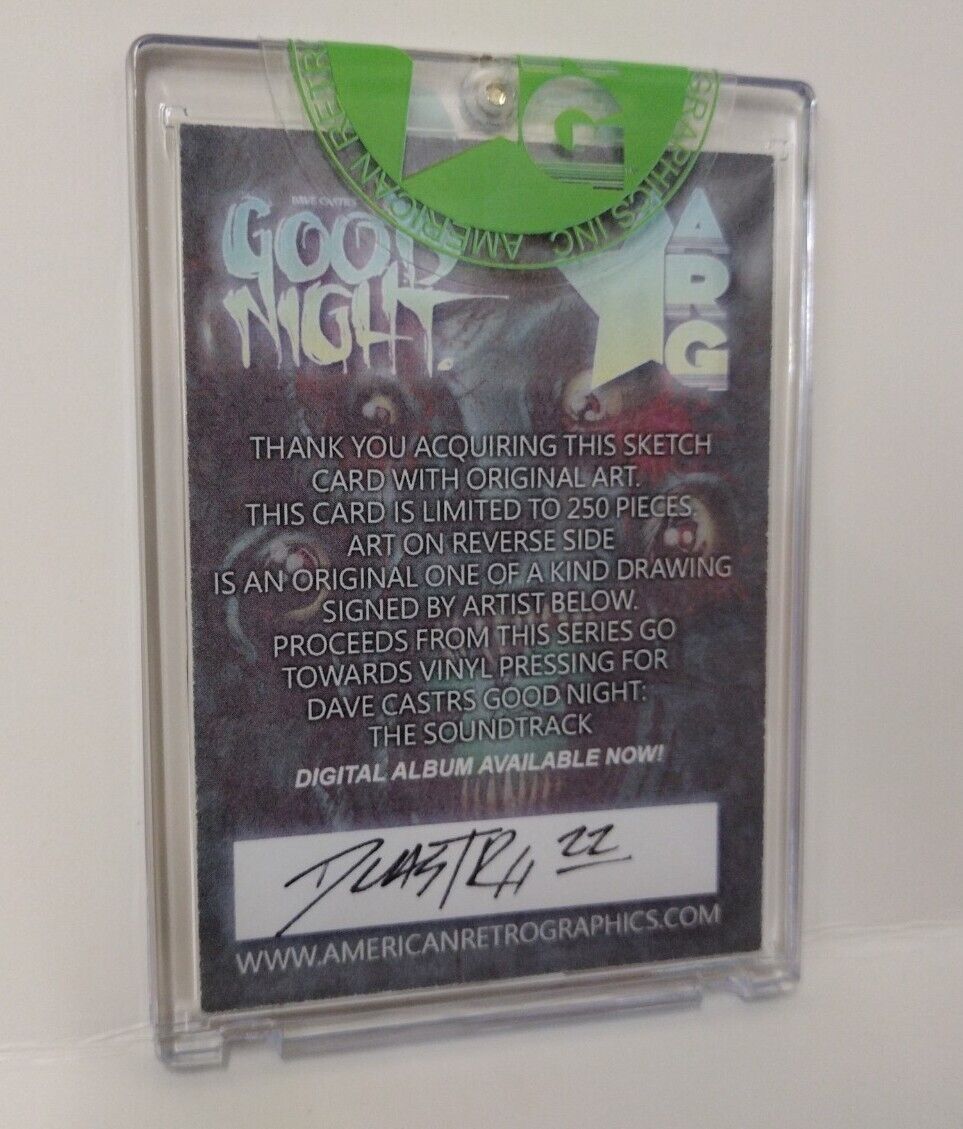 AMERICAN RETRO
GRAPHICS INC
G
DAVE CASTR'S
GOOD
NIGHT.
ARG
THANK YOU ACQUIRING THIS SKETCH
CARD WITH ORIGINAL ART.
THIS CARD IS LIMITED TO 250 PIECES.
ART ON REVERSE SIDE
IS AN ORIGINAL ONE OF A KIND DRAWING
SIGNED BY ARTIST BELOW.
PROCEEDS FROM THIS SERIES GO
TOWARDS VINYL PRESSING FOR
DAVE CASTRS GOOD NIGHT:
THE SOUNDTRACK
DIGITAL ALBUM AVAILABLE NOW!
DCASTR 22
WWW.AMERICANRETROGRAPHICS.COM